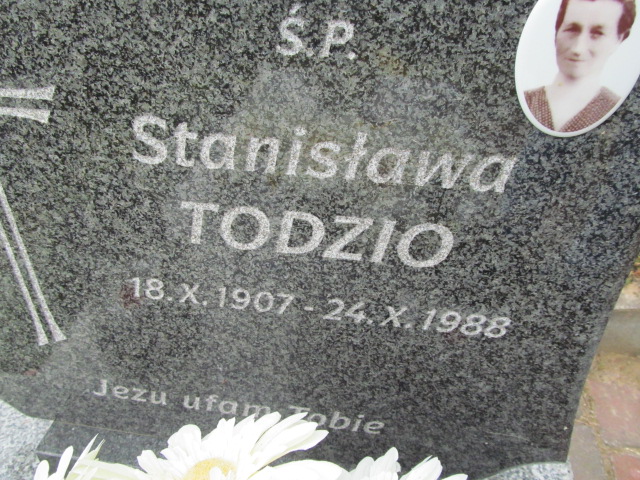 Ś.P.
Stanisława
TODZIO
18.X.1907 - 24.X.1988
Jezu ufam Tobie